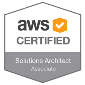 aws
CERTIFIED
Solutions Architect
Associate